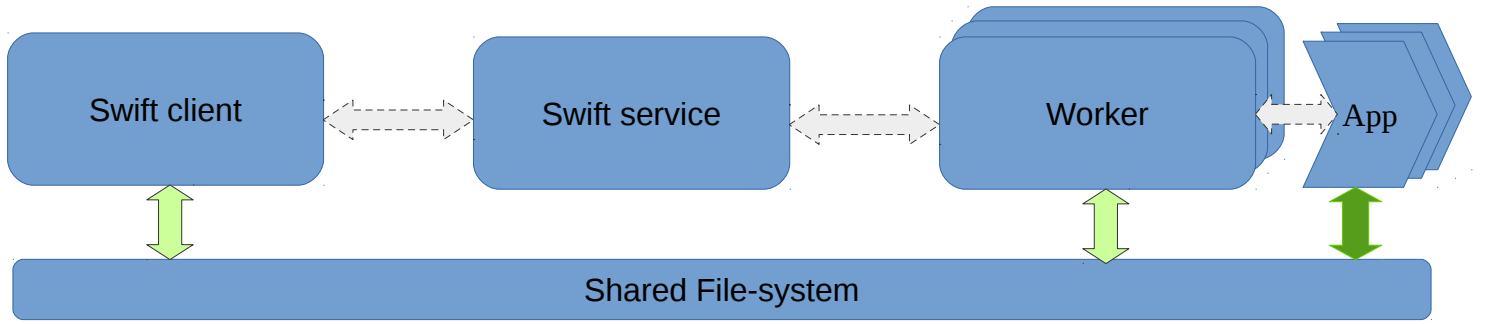 Swift client
Swift service
Worker
App
Shared File-system